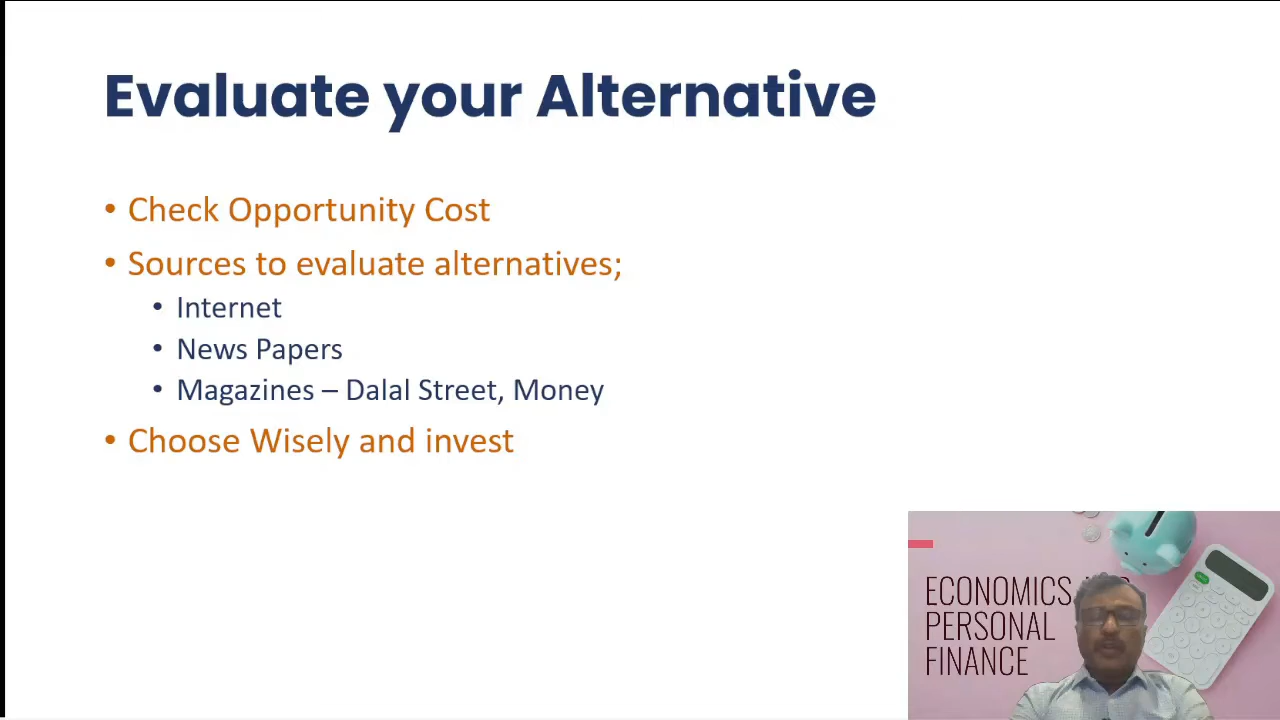 Evaluate your Alternative
• Check Opportunity Cost
• Sources to evaluate alternatives;
• Internet
• News Papers
• Magazines – Dalal Street, Money
• Choose Wisely and invest
ECONOMICS
PERSONAL
FINANCE